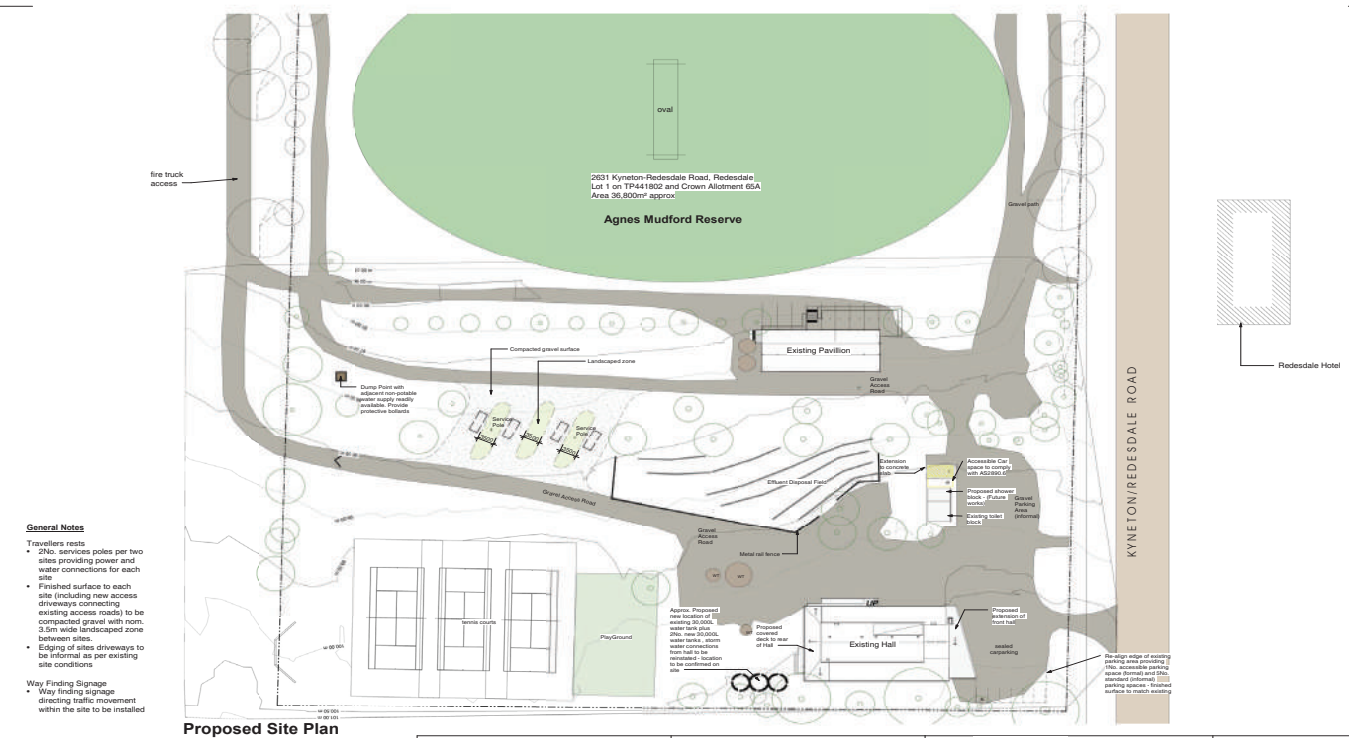 oval
fire truck
access
2631 Kyneton-Redesdale Road, Redesdale
Lot 1 on TP441802 and Crown Allotment 65A
Area 36,800m² approx
Agnes Mudford Reserve
Gravel path
Redesdale Hotel
KYNETON/REDESDALE ROAD
Existing Pavillion
Compacted gravel surface
Landscaped zone
Gravel
Access
Road
Dump Point with
adjacent non-potable
water supply readily
available. Provide
protective bollards
Service
Pole
Service
Pole
3500
3500
3500
Extension
to concrete
slab
Effluent Disposal Field
Accessible Car
space to comply
with AS2890.6
Proposed shower
block - (Future
works)
Existing toilet
block
Gravel
Parking
Area
(informal)
Gravel Access Road
Gravel
Access
Road
Metal rail fence
General Notes
Travellers rests
• 2No. services poles per two
sites providing power and
water connections for each
site
• Finished surface to each
site (including new access
driveways connecting
existing access roads) to be
compacted gravel with nom.
3.5m wide landscaped zone
between sites.
• Edging of sites driveways to
be informal as per existing
site conditions
Way Finding Signage
• Way finding signage
directing traffic movement
within the site to be installed
WT
WT
WT
UP
tennis courts
PlayGround
Approx. Proposed
new location of
existing 30,000L
water tank plus
2No. new 30,000L
water tanks , storm
water connections
from hall to be
reinstated - location
to be confirmed on
site
Proposed
covered
deck to rear
of Hall
Existing Hall
Proposed
extension of
front hall
sealed
carparking
Re-align edge of existing
parking area providing
1No. accessible parking
space (formal) and 5No.
standard (informal)
parking spaces - finished
surface to match existing
100.50 m
101.00 m
Proposed Site Plan